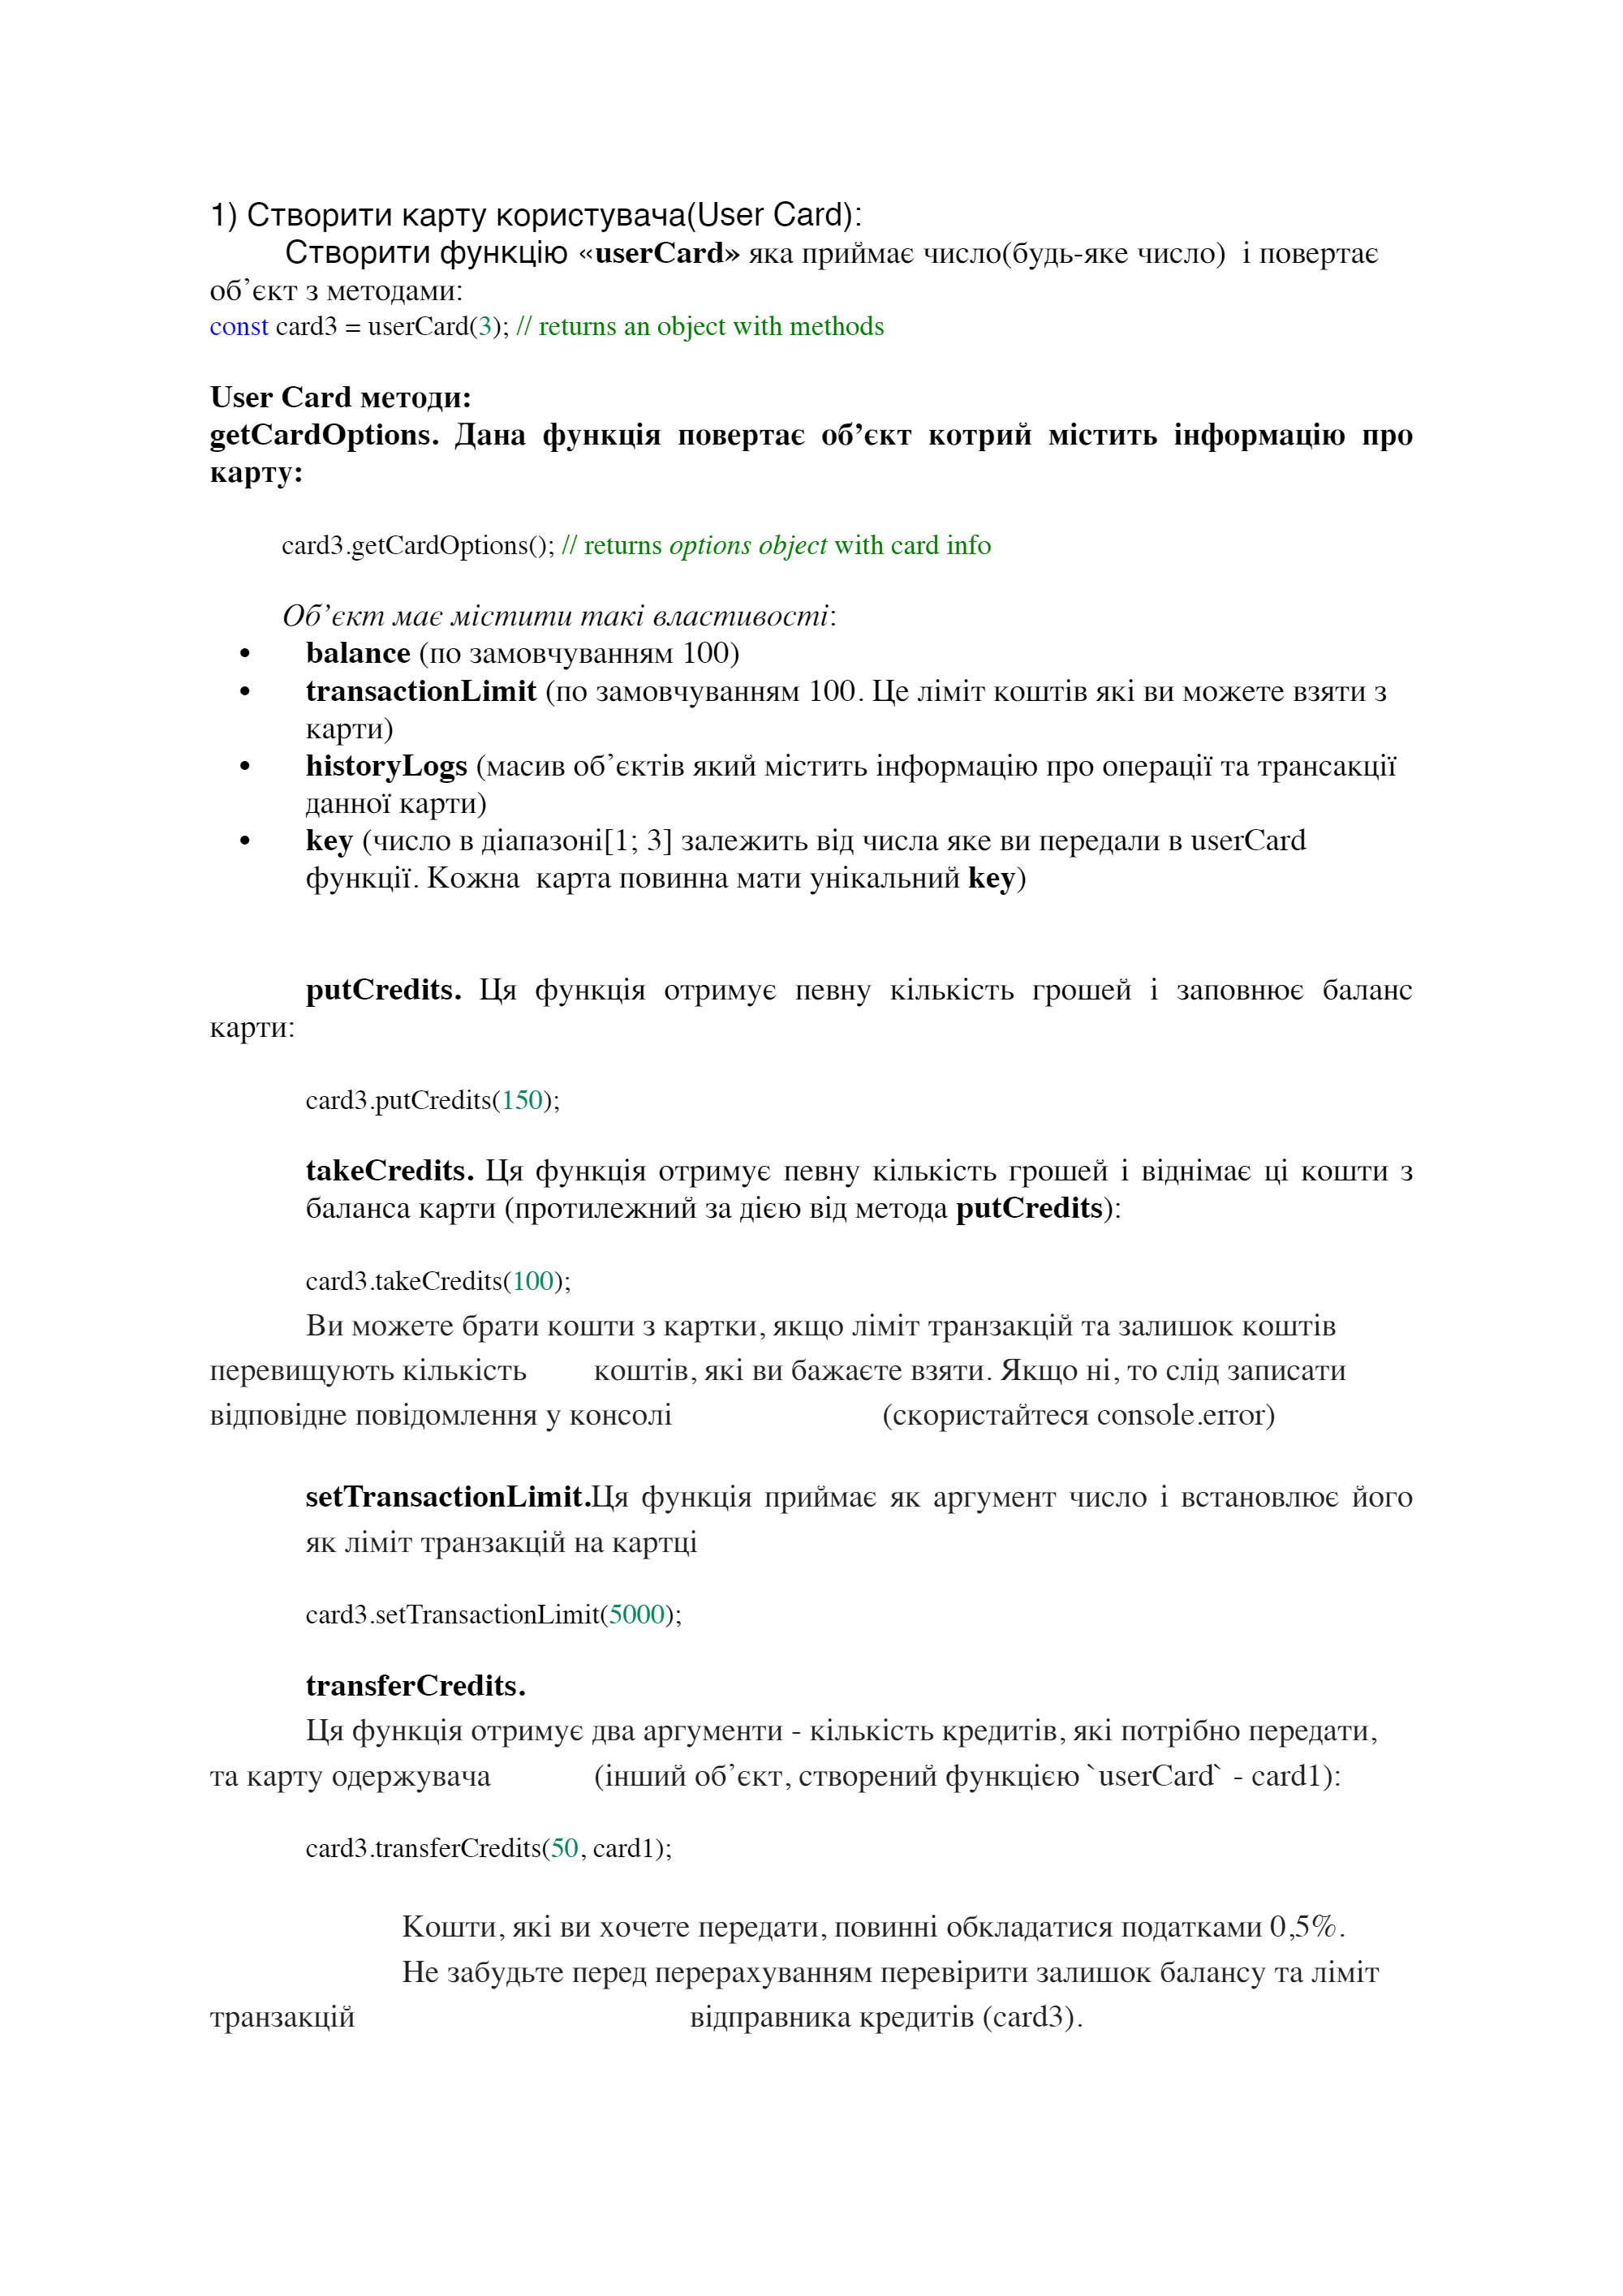 1) Створити карту користувача(User Card):
Створити функцію «userCard» яка приймає число(будь-яке число)  і повертає
об’єкт з методами:
const card3 = userCard(3); // returns an object with methods
User Card методи:
getCardOptions. Дана функція повертає об’єкт котрий містить інформацію про
карту:
card3.getCardOptions(); // returns options object with card info
Об’єкт має містити такі властивості:
• balance (по замовчуванням 100)
• transactionLimit (по замовчуванням 100. Це ліміт коштів які ви можете взяти з
карти)
• historyLogs (масив об’єктів який містить інформацію про операції та трансакції
данної карти)
• key (число в діапазоні[1; 3] залежить від числа яке ви передали в userCard
функції. Кожна  карта повинна мати унікальний key)
putCredits. Ця функція отримує певну кількість грошей і заповнює баланс
карти:
card3.putCredits(150);
takeCredits. Ця функція отримує певну кількість грошей і віднімає ці кошти з
баланса карти (протилежний за дією від метода putCredits):
card3.takeCredits(100);
Ви можете брати кошти з картки, якщо ліміт транзакцій та залишок коштів
перевищують кількість коштів, які ви бажаєте взяти. Якщо ні, то слід записати
відповідне повідомлення у консолі (скористайтеся console.error)
setTransactionLimit.Ця функція приймає як аргумент число і встановлює його
як ліміт транзакцій на картці
card3.setTransactionLimit(5000);
transferCredits.
Ця функція отримує два аргументи - кількість кредитів, які потрібно передати,
та карту одержувача (інший об’єкт, створений функцією `userCard` - card1):
card3.transferCredits(50, card1);
Кошти, які ви хочете передати, повинні обкладатися податками 0,5%.
Не забудьте перед перерахуванням перевірити залишок балансу та ліміт
транзакцій відправника кредитів (card3).